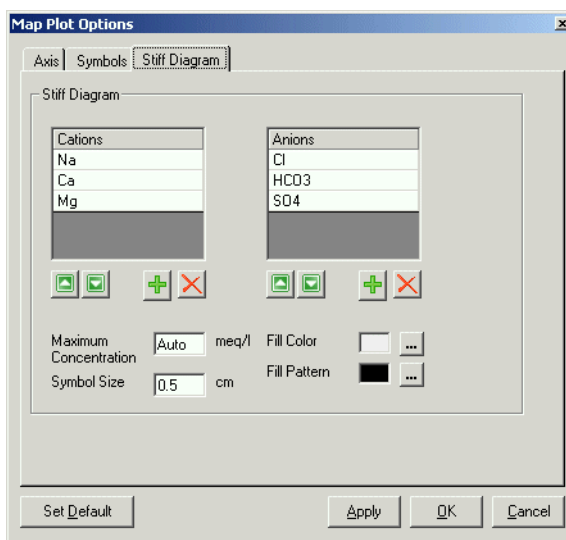 Map Plot Options
Axis Symbols Stiff Diagram
Stiff Diagram
Cations Anions
Na Cl
Ca HCO3
Mg SO4
Maximum Concentration Auto meq/l Fill Color ...
Symbol Size 0.5 cm Fill Pattern ...
Set Default Apply OK Cancel